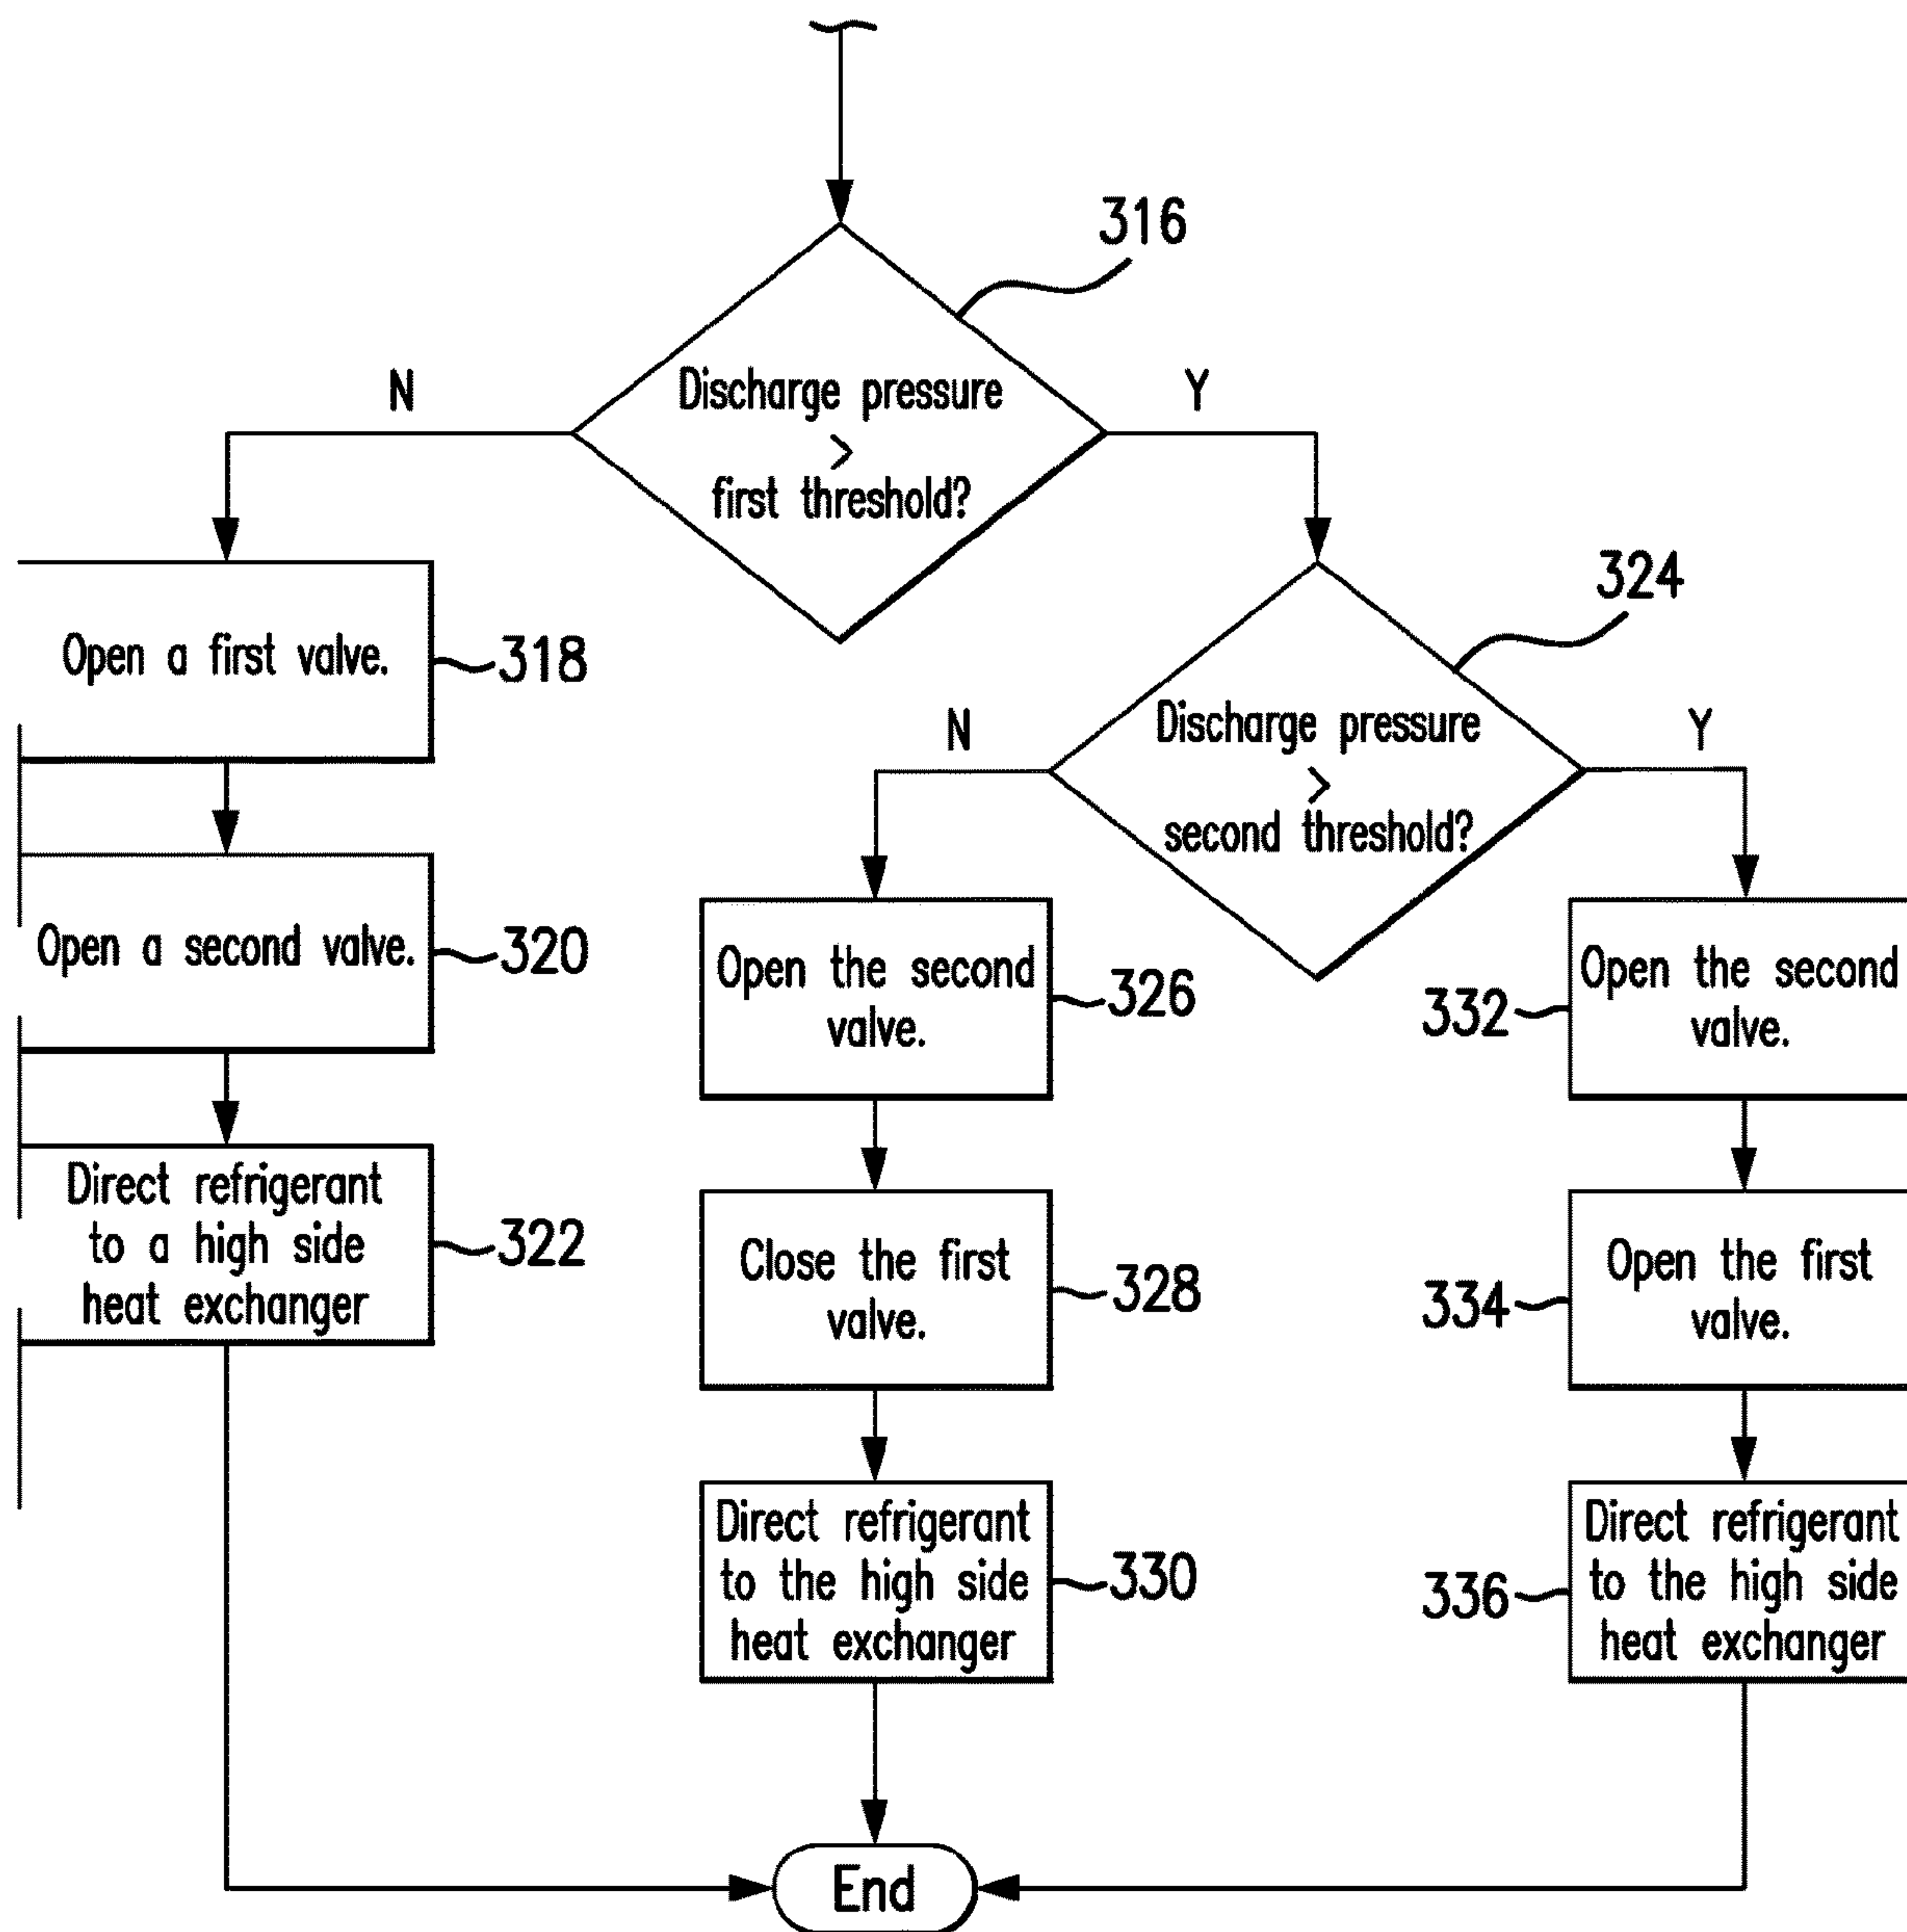 316
Discharge pressure
>
first threshold?
N
Y
Open a first valve.
318
Open a second valve.
320
Direct refrigerant
to a high side
heat exchanger
322
324
Discharge pressure
>
second threshold?
N
Y
Open the second
valve.
326
Close the first
valve.
328
Direct refrigerant
to the high side
heat exchanger
330
Open the second
valve.
332
Open the first
valve.
334
Direct refrigerant
to the high side
heat exchanger
336
End